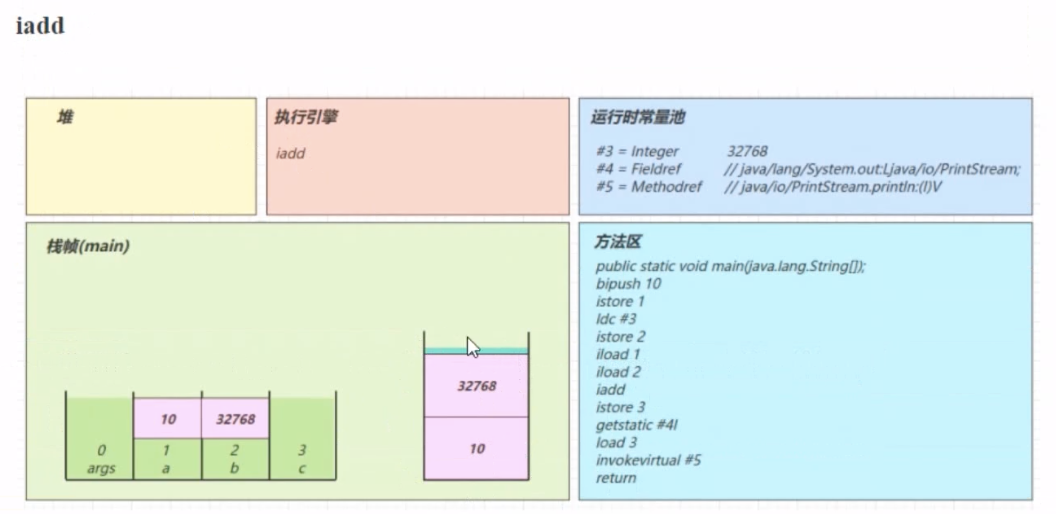 iadd
堆
执行引擎
iadd
运行时常量池
#3 = Integer 32768
#4 = Fieldref // java/lang/System.out:Ljava/io/PrintStream;
#5 = Methodref // java/io/PrintStream.println:(I)V
栈帧(main)
32768
10
10 32768
0 1 2 3
args a b c
方法区
public static void main(java.lang.String[]);
bipush 10
istore 1
ldc #3
istore 2
iload 1
iload 2
iadd
istore 3
getstatic #4l
load 3
invokevirtual #5
return